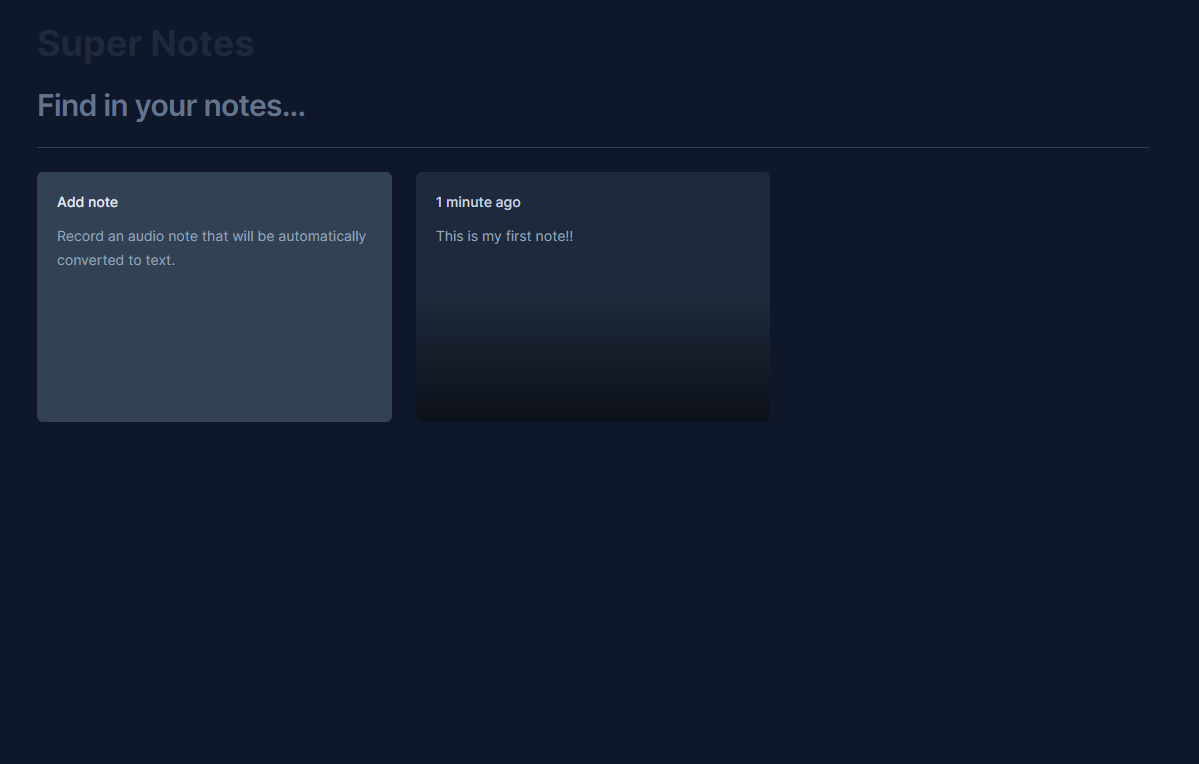 Super Notes
Find in your notes...
Add note
Record an audio note that will be automatically
converted to text.
1 minute ago
This is my first note!!